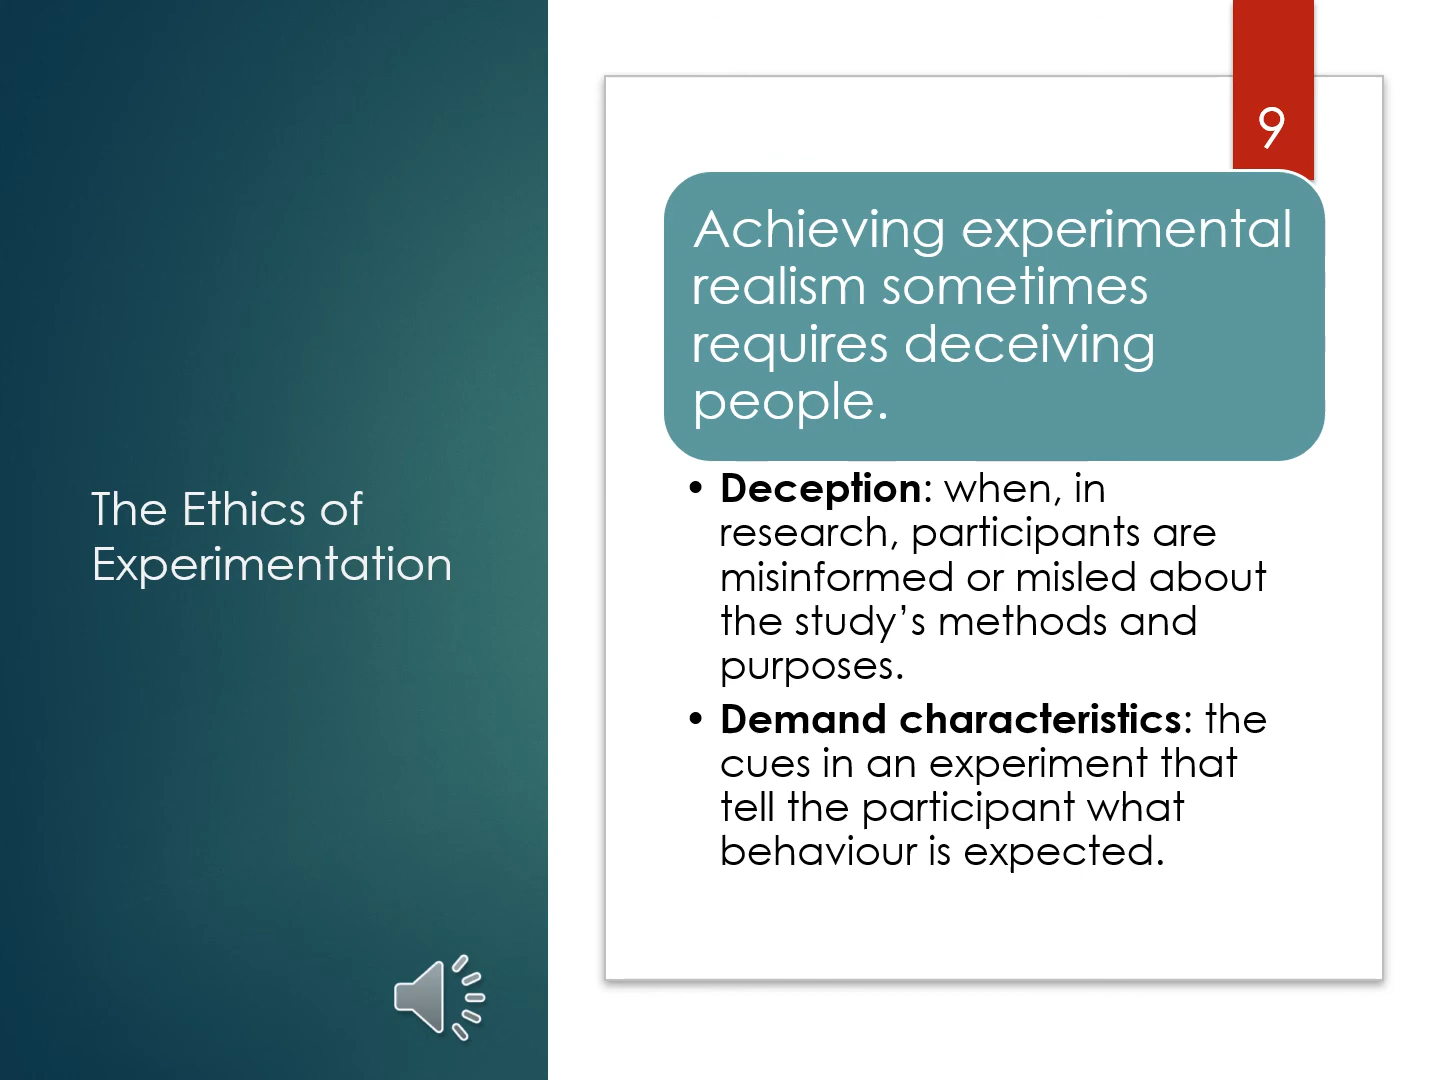 9
Achieving experimental
realism sometimes
requires deceiving
people.
• Deception: when, in
research, participants are
misinformed or misled about
the study’s methods and
purposes.
• Demand characteristics: the
cues in an experiment that
tell the participant what
behaviour is expected.
The Ethics of
Experimentation